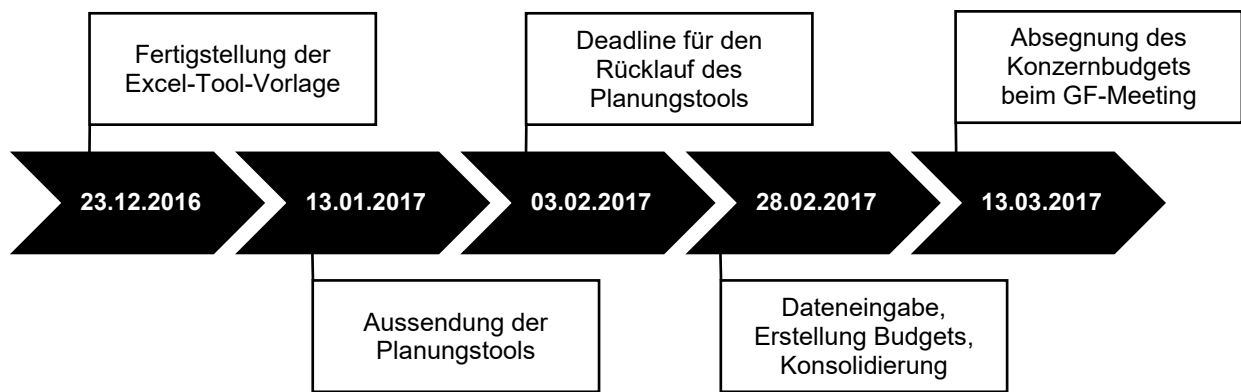 Fertigstellung der
Excel-Tool-Vorlage
Deadline für den
Rücklauf des
Planungstools
Absegnung des
Konzernbudgets
beim GF-Meeting
23.12.2016
13.01.2017
03.02.2017
28.02.2017
13.03.2017
Aussendung der
Planungstools
Dateneingabe,
Erstellung Budgets,
Konsolidierung